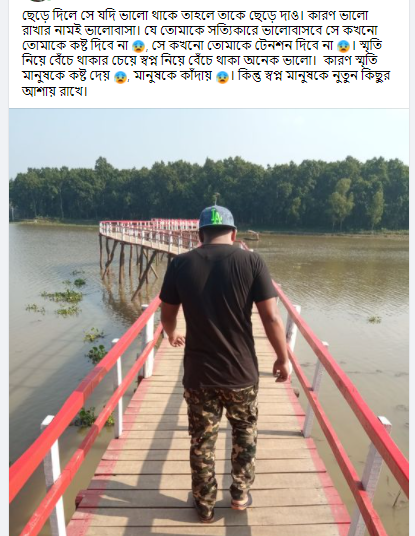 ছেড়ে দিলে সে যদি ভালো থাকে তাহলে তাকে ছেড়ে দাও। কারণ ভালো
রাখার নামই ভালোবাসা। যে তোমাকে সত্যিকারে ভালোবাসবে সে কখনো
তোমাকে কষ্ট দিবে না 😰, সে কখনো তোমাকে টেনশন দিবে না 😰। স্মৃতি
নিয়ে বেঁচে থাকার চেয়ে স্বপ্ন নিয়ে বেঁচে থাকা অনেক ভালো। কারণ স্মৃতি
মানুষকে কষ্ট দেয় 😰, মানুষকে কাঁদায় 😰। কিন্তু স্বপ্ন মানুষকে নুতুন কিছুর
আশায় রাখে।
LA